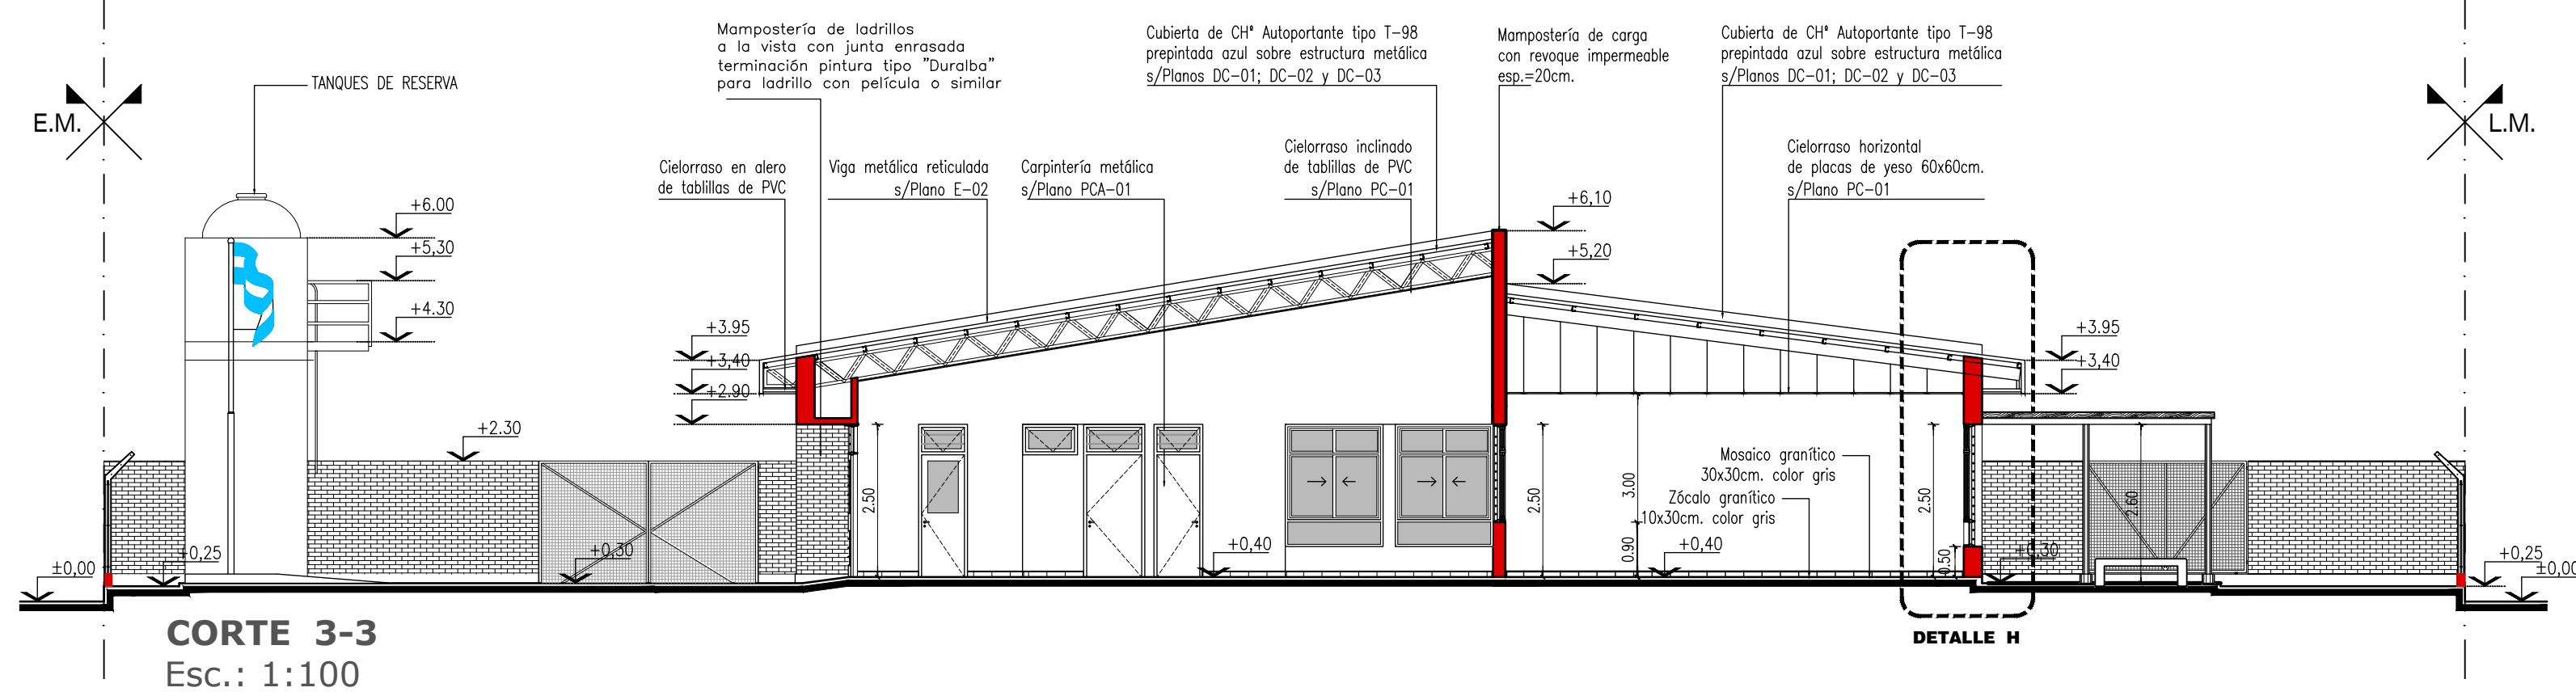 Mampostería de ladrillos
a la vista con junta enrasada
terminación pintura tipo "Duralba"
para ladrillo con película o similar
Cubierta de CHº Autoportante tipo T-98
prepintada azul sobre estructura metálica
s/Planos DC-01; DC-02 y DC-03
Mampostería de carga
con revoque impermeable
esp.=20cm.
Cubierta de CHº Autoportante tipo T-98
prepintada azul sobre estructura metálica
s/Planos DC-01; DC-02 y DC-03
TANQUES DE RESERVA
E.M.
L.M.
Cielorraso en alero
de tablillas de PVC
Viga metálica reticulada
s/Plano E-02
Carpintería metálica
s/Plano PCA-01
Cielorraso inclinado
de tablillas de PVC
s/Plano PC-01
Cielorraso horizontal
de placas de yeso 60x60cm.
s/Plano PC-01
+6.00
+5,30
+4.30
+6,10
+5,20
+3.95
+3,40
+2.90
+3.95
+3,40
+2.30
2.50
2.50
3.00
Mosaico granítico
30x30cm. color gris
Zócalo granítico
10x30cm. color gris
2.50
2.60
±0,00
+0,25
+0,30
+0,40
0.90
+0,40
0.50
+0,30
+0,25
±0,00
CORTE 3-3
Esc.: 1:100
DETALLE H